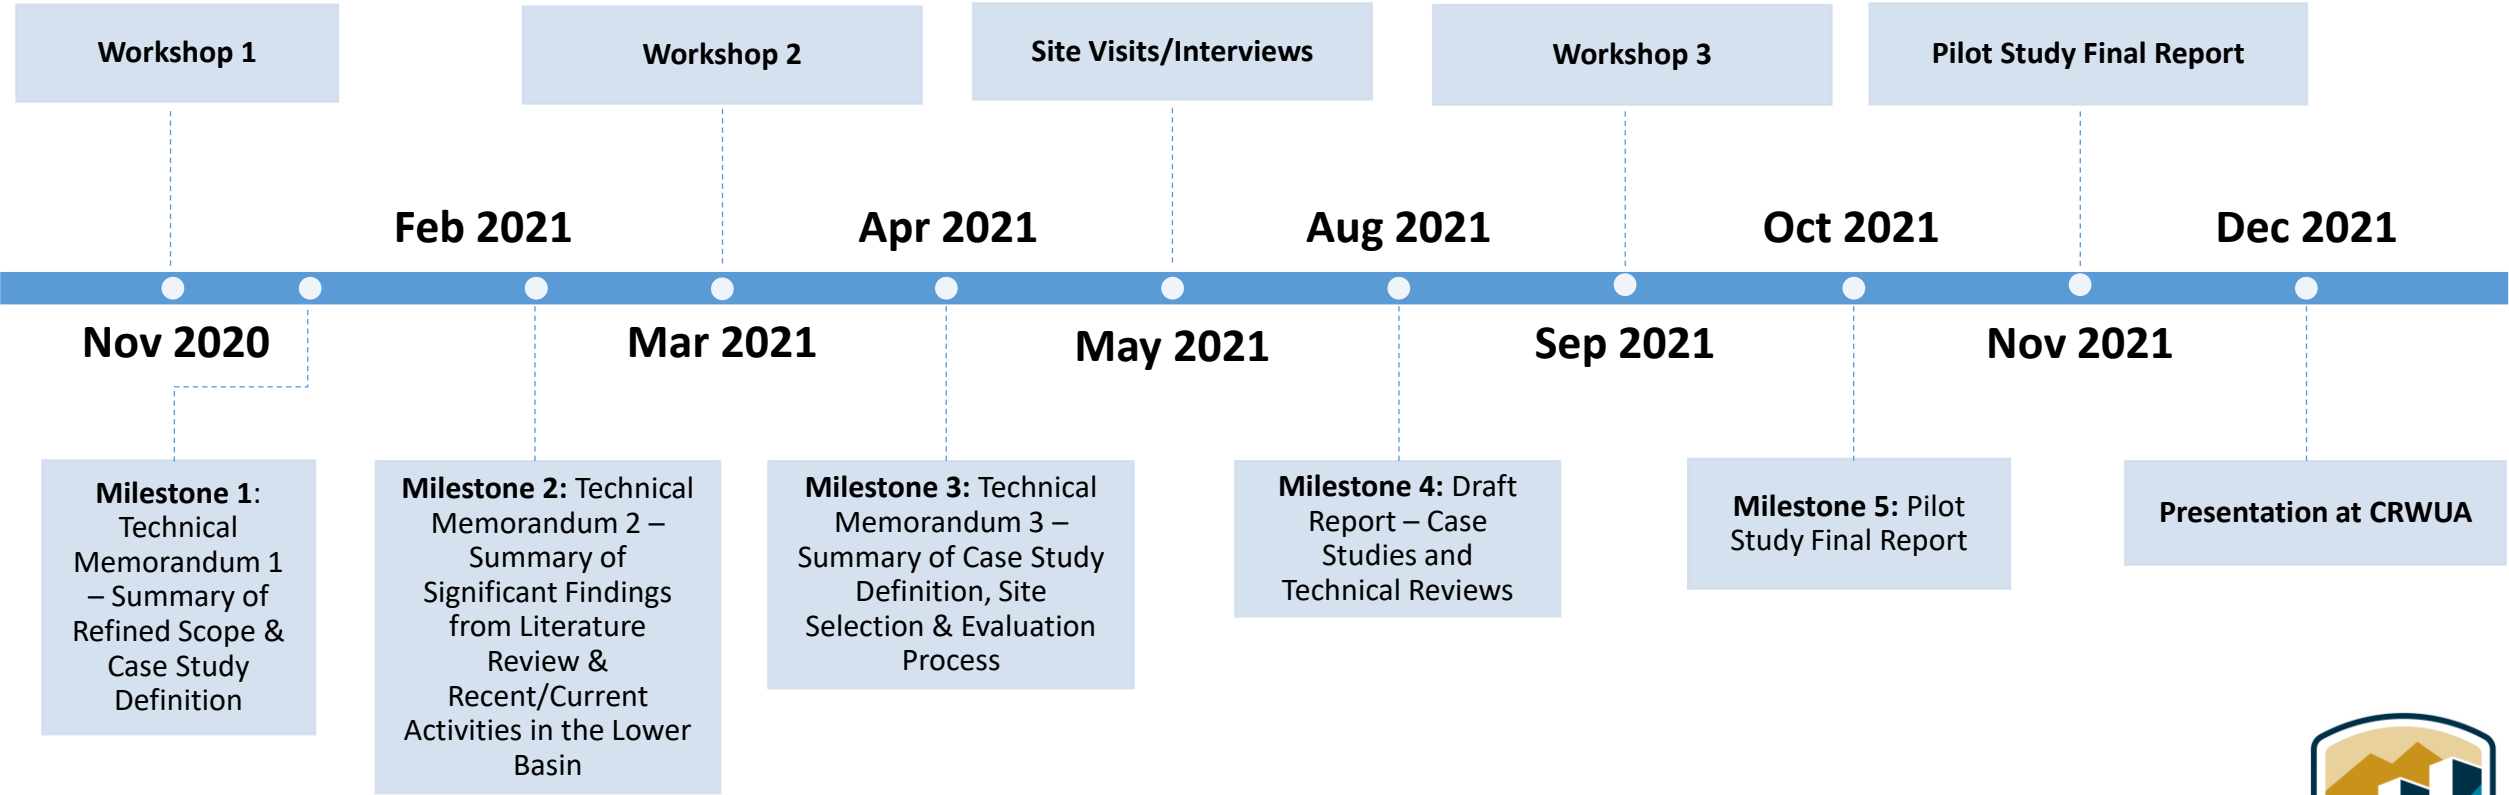 Workshop 1
Workshop 2
Site Visits/Interviews
Workshop 3
Pilot Study Final Report
Feb 2021
Apr 2021
Aug 2021
Oct 2021
Dec 2021
Nov 2020
Mar 2021
May 2021
Sep 2021
Nov 2021
Milestone 1:
Technical
Memorandum 1
– Summary of
Refined Scope &
Case Study
Definition
Milestone 2: Technical
Memorandum 2 –
Summary of
Significant Findings
from Literature
Review &
Recent/Current
Activities in the Lower
Basin
Milestone 3: Technical
Memorandum 3 –
Summary of Case Study
Definition, Site
Selection & Evaluation
Process
Milestone 4: Draft
Report – Case
Studies and
Technical Reviews
Milestone 5: Pilot
Study Final Report
Presentation at CRWUA